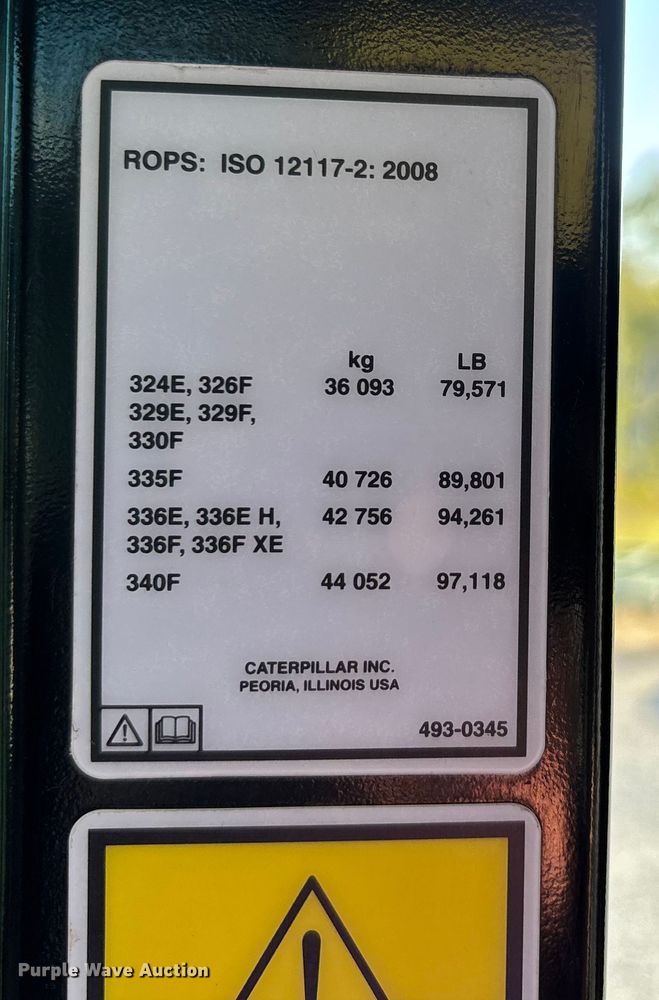 ROPS: ISO 12117-2: 2008
kg LB
324E, 326F 36 093 79,571
329E, 329F,
330F
335F 40 726 89,801
336E, 336E H, 42 756 94,261
336F, 336F XE
340F 44 052 97,118
CATERPILLAR INC.
PEORIA, ILLINOIS USA
493-0345
Purple Wave Auction